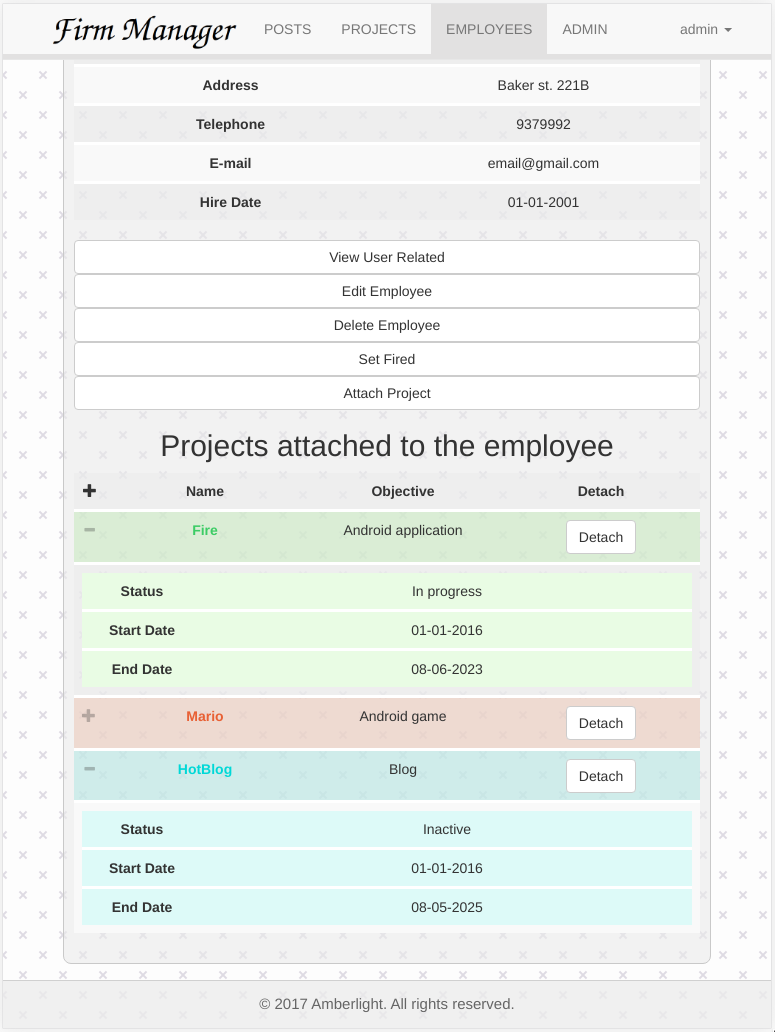 Firm Manager POSTS PROJECTS EMPLOYEES ADMIN admin
Address Baker st. 221B
Telephone 9379992
E-mail email@gmail.com
Hire Date 01-01-2001
View User Related
Edit Employee
Delete Employee
Set Fired
Attach Project
Projects attached to the employee
Name Objective Detach
Fire Android application Detach
Status In progress
Start Date 01-01-2016
End Date 08-06-2023
Mario Android game Detach
HotBlog Blog Detach
Status Inactive
Start Date 01-01-2016
End Date 08-05-2025
© 2017 Amberlight. All rights reserved.